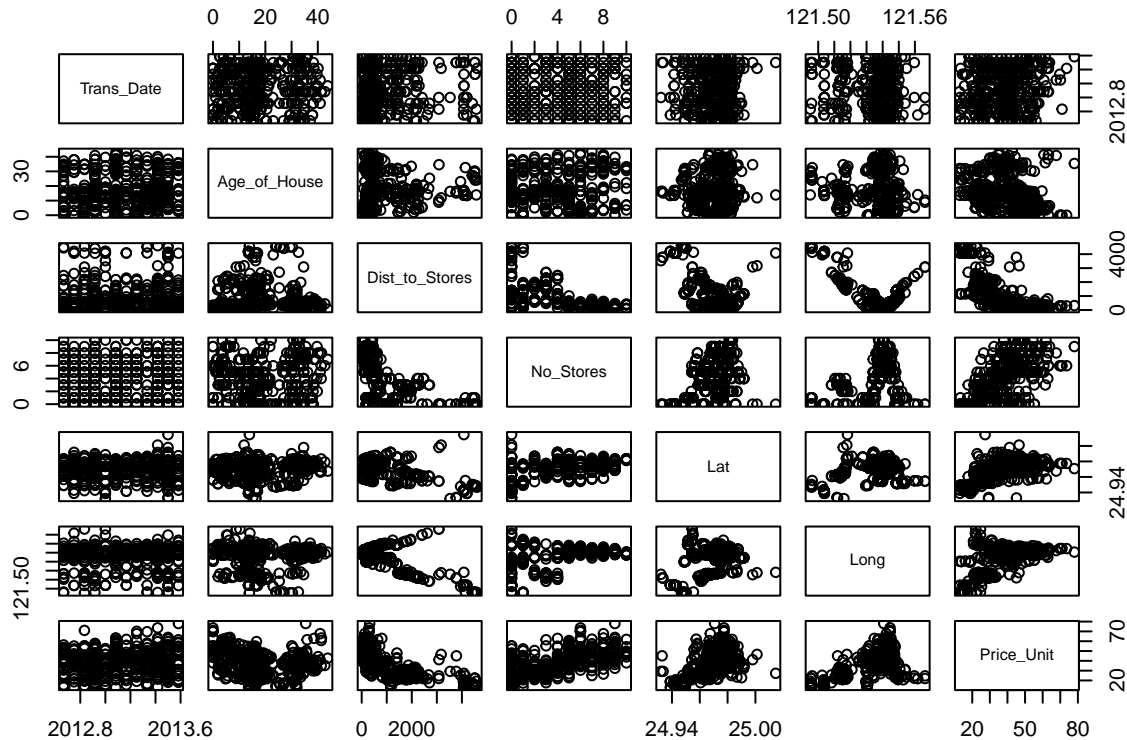 0 20 40 0 4 8 121.50 121.56
Trans_Date 2012.8
0 30 Age_of_House
Dist_to_Stores 0 4000
0 6 No_Stores
Lat 24.94
121.50 Long
Price_Unit 20 50 70
2012.8 2013.6 0 2000 24.94 25.00 20 50 80